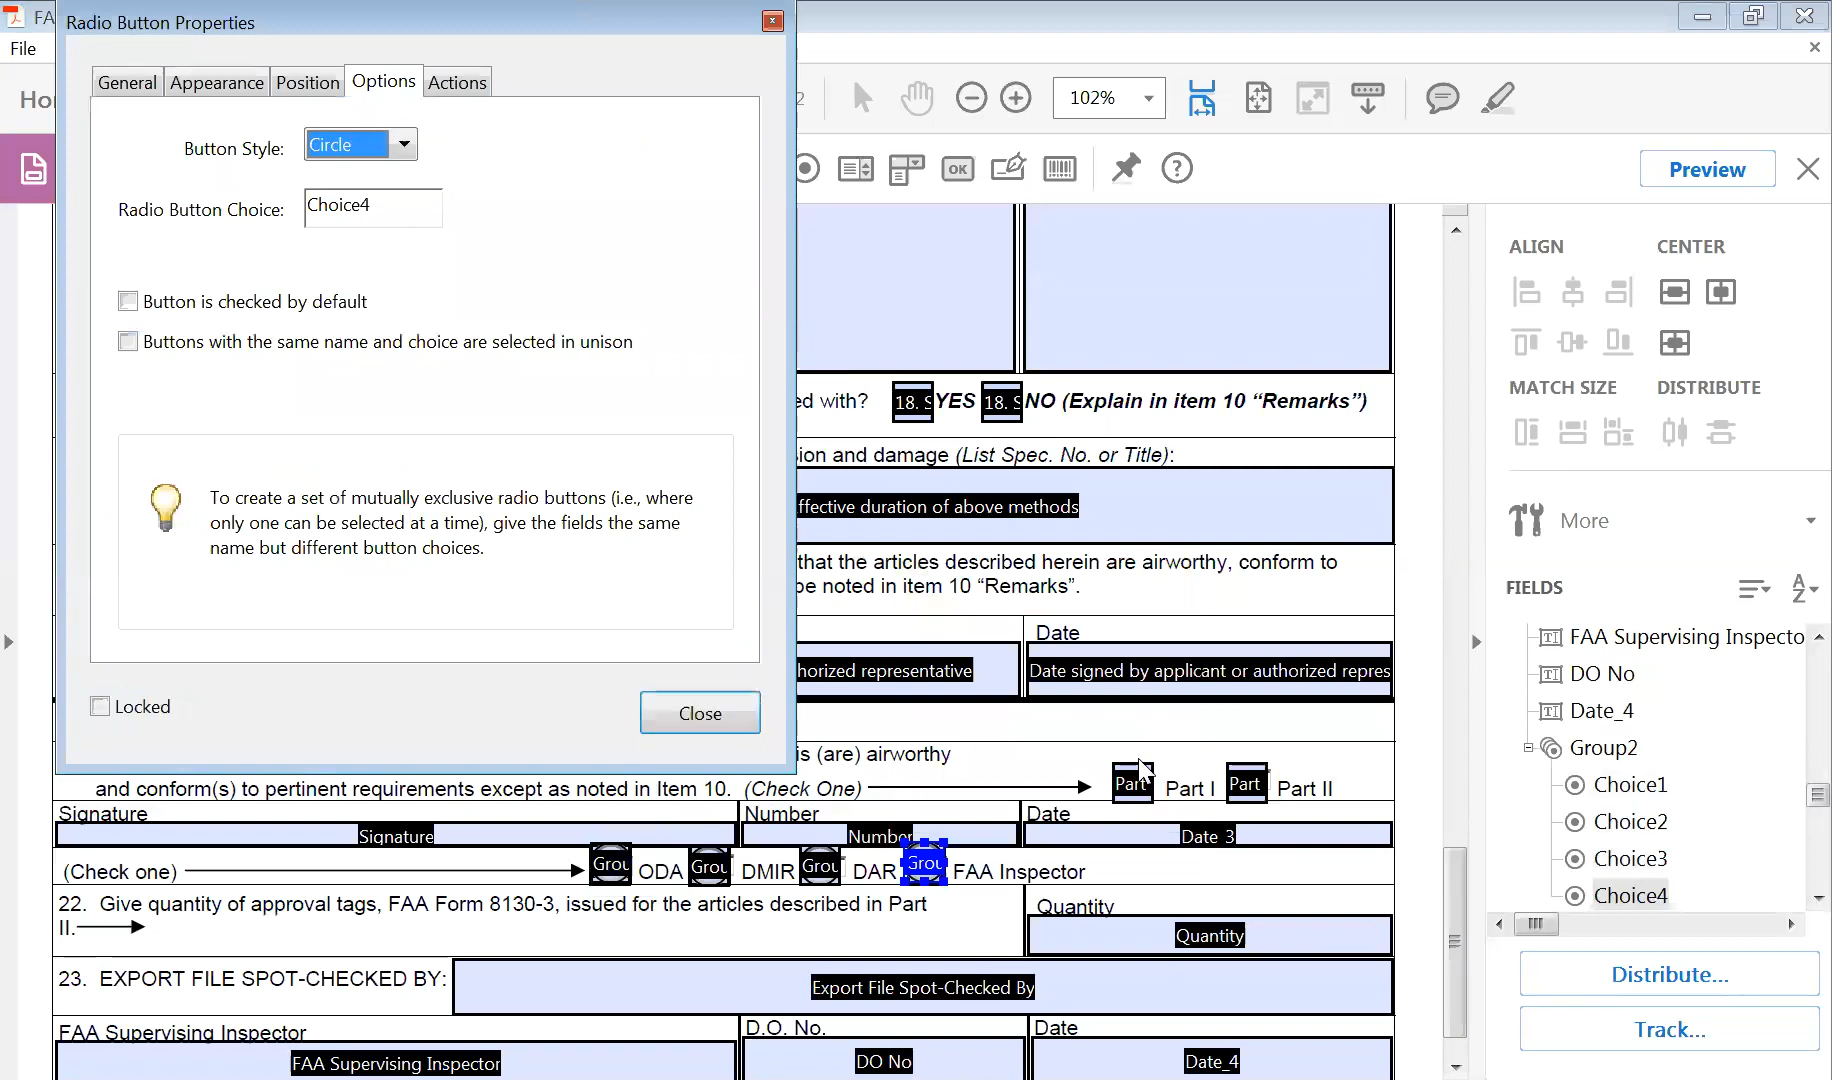 FA
Radio Button Properties
File
Hor
General
Appearance
Position
Options
Actions
Button Style:
Circle
Radio Button Choice:
Choice4
Button is checked by default
Buttons with the same name and choice are selected in unison
To create a set of mutually exclusive radio buttons (i.e., where
only one can be selected at a time), give the fields the same
name but different button choices.
Locked
Close
2
102%
OK
Preview
ed with?
18. S
YES
18. S
NO (Explain in item 10 “Remarks”)
sion and damage (List Spec. No. or Title):
ffective duration of above methods
that the articles described herein are airworthy, conform to
be noted in item 10 “Remarks”.
Date
horized representative
Date signed by applicant or authorized repres
is (are) airworthy
and conform(s) to pertinent requirements except as noted in Item 10. (Check One)
Part
Part I
Part
Part II
Signature
Number
Date
Signature
Number
Date 3
(Check one)
Grou
ODA
Grou
DMIR
Grou
DAR
Grou
FAA Inspector
22. Give quantity of approval tags, FAA Form 8130-3, issued for the articles described in Part
II.
Quantity
Quantity
23. EXPORT FILE SPOT-CHECKED BY:
Export File Spot-Checked By
FAA Supervising Inspector
D.O. No.
Date
FAA Supervising Inspector
DO No
Date_4
ALIGN
CENTER
MATCH SIZE
DISTRIBUTE
More
FIELDS
A
Z
FAA Supervising Inspecto
DO No
Date_4
Group2
Choice1
Choice2
Choice3
Choice4
Distribute...
Track...